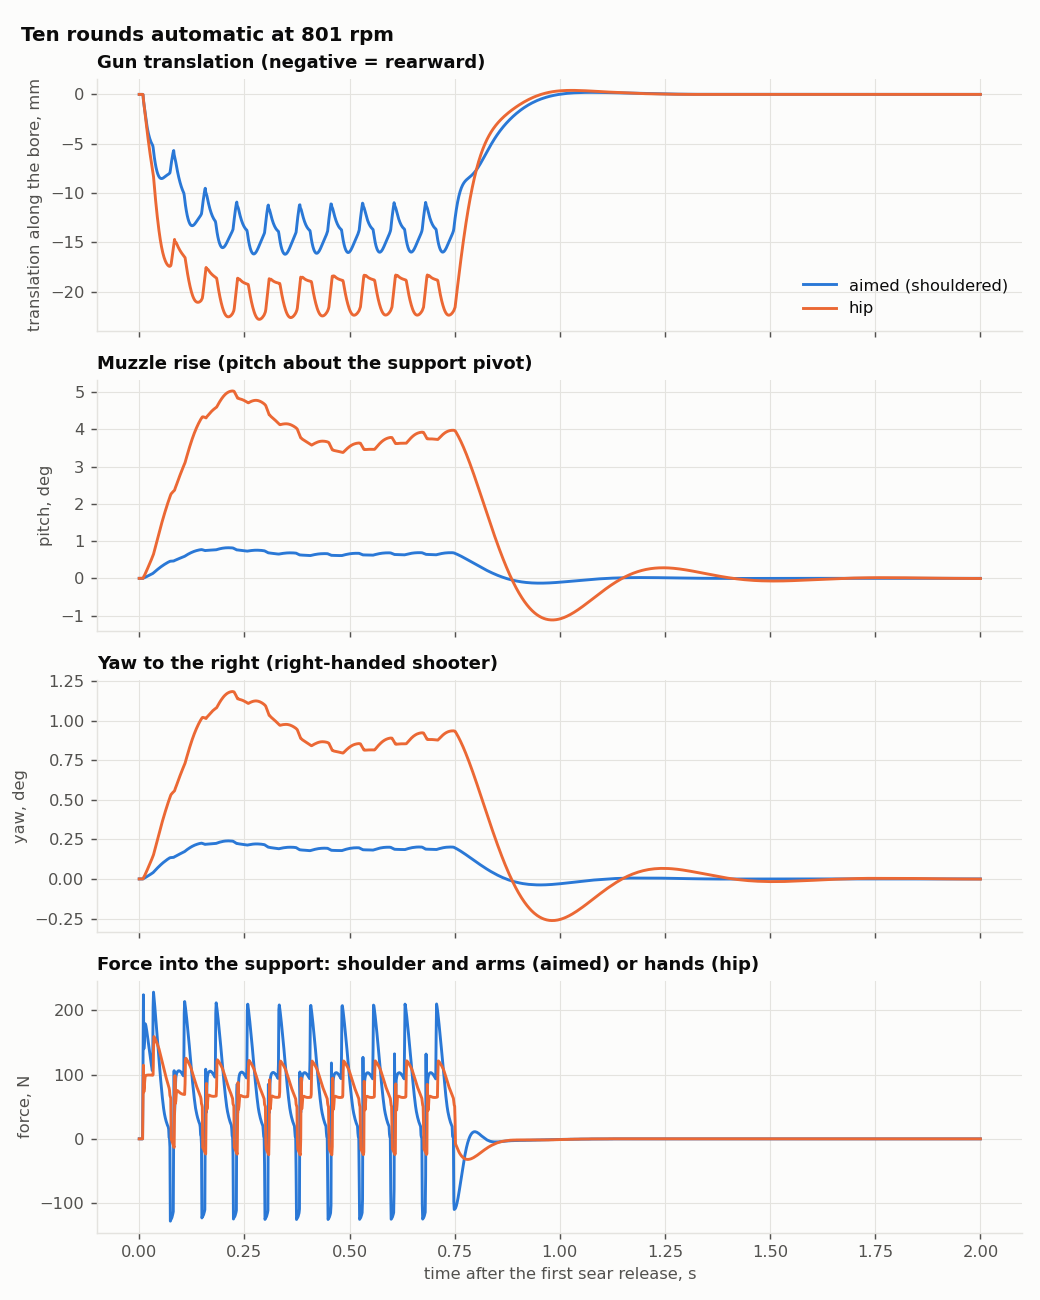 Ten rounds automatic at 801 rpm
Gun translation (negative = rearward)
translation along the bore, mm
0
−5
−10
−15
−20
aimed (shouldered)
hip
Muzzle rise (pitch about the support pivot)
pitch, deg
5
4
3
2
1
0
−1
Yaw to the right (right-handed shooter)
yaw, deg
1.25
1.00
0.75
0.50
0.25
0.00
−0.25
Force into the support: shoulder and arms (aimed) or hands (hip)
force, N
200
100
0
−100
0.00 0.25 0.50 0.75 1.00 1.25 1.50 1.75 2.00
time after the first sear release, s